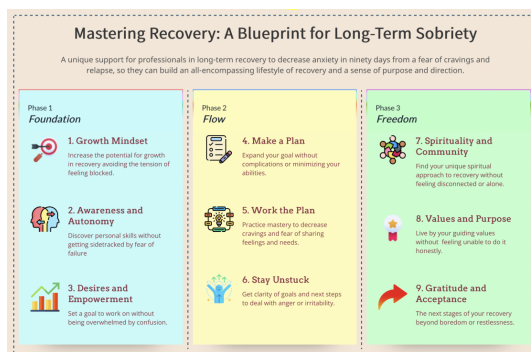 Mastering Recovery: A Blueprint for Long-Term Sobriety
A unique support for professionals in long-term recovery to decrease anxiety in ninety days from a fear of cravings and
relapse, so they can build an all-encompassing lifestyle of recovery and a sense of purpose and direction.
Phase 1
Foundation
1. Growth Mindset
Increase the potential for growth
in recovery avoiding the tension of
feeling blocked.
2. Awareness and
Autonomy
Discover personal skills without
getting sidetracked by fear of
failure
3. Desires and
Empowerment
Set a goal to work on without
being overwhelmed by confusion.
Phase 2
Flow
4. Make a Plan
Expand your goal without
complications or minimizing your
abilities.
5. Work the Plan
Practice mastery to decrease
cravings and fear of sharing
feelings and needs.
6. Stay Unstuck
Get clarity of goals and next steps
to deal with anger or irritability.
Phase 3
Freedom
7. Spirituality and
Community
Find your unique spiritual
approach to recovery without
feeling disconnected or alone.
8. Values and Purpose
Live by your guiding values
without feeling unable to do it
honestly.
9. Gratitude and
Acceptance
The next stages of your recovery
beyond boredom or restlessness.